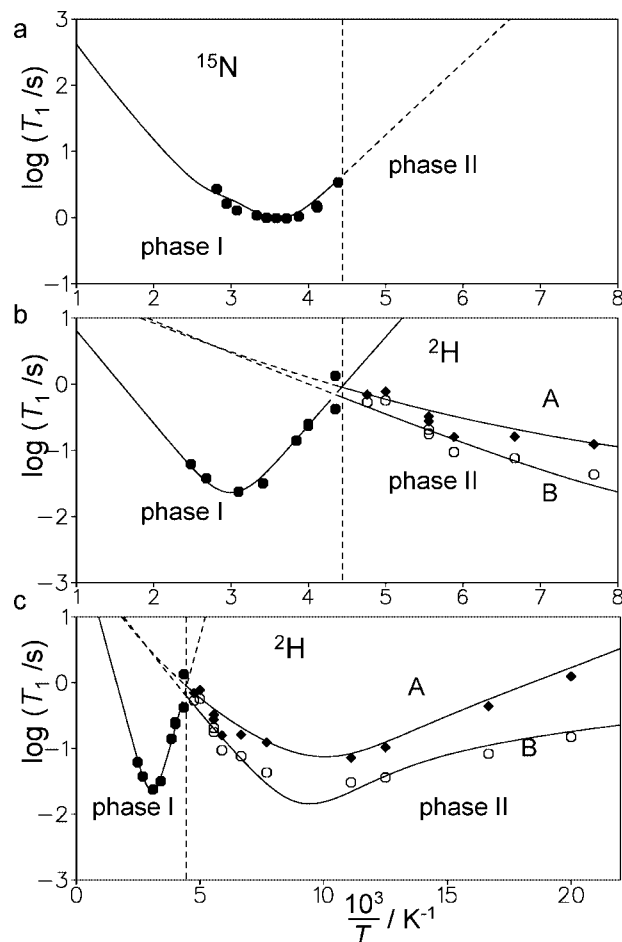 a
3
2
1
0
−1
log (T₁ /s)
¹⁵N
phase II
phase I
1 2 3 4 5 6 7 8
b
1
0
−1
−2
−3
log (T₁ /s)
²H
A
phase II
B
phase I
1 2 3 4 5 6 7 8
c
1
0
−1
−2
−3
log (T₁ /s)
²H
A
B
phase I
phase II
0 5 10 15 20
10³/T / K⁻¹